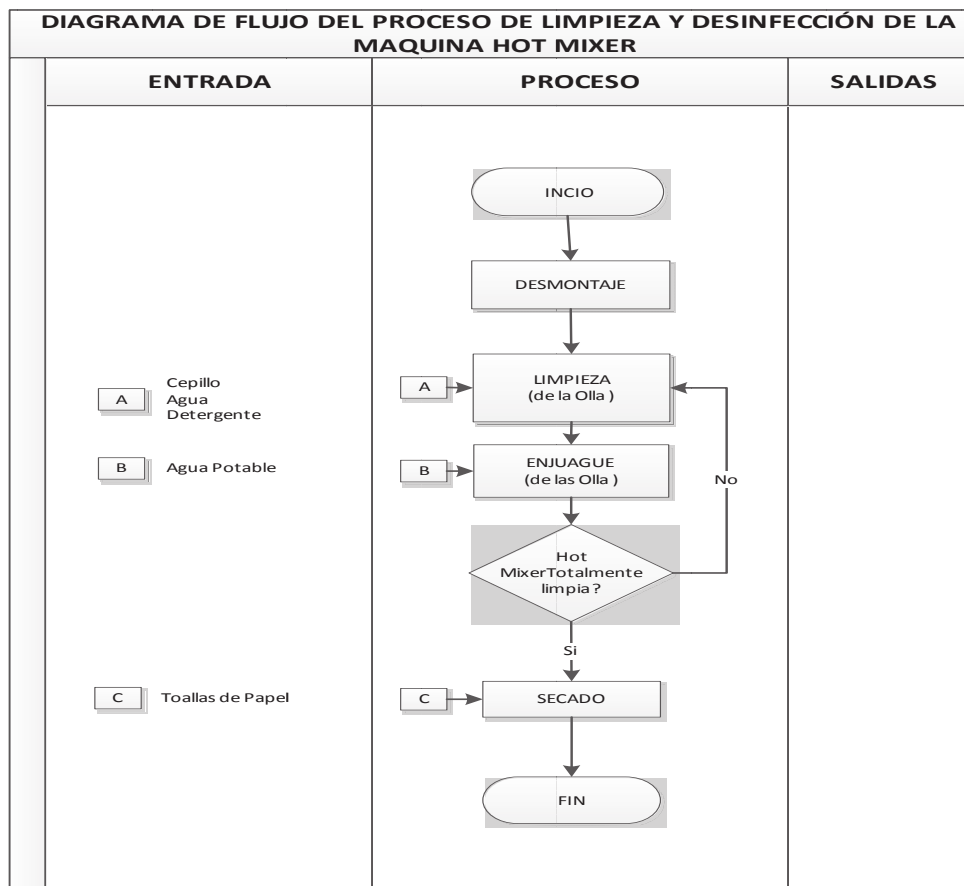 DIAGRAMA DE FLUJO DEL PROCESO DE LIMPIEZA Y DESINFECCIÓN DE LA
MAQUINA HOT MIXER
ENTRADA
PROCESO
SALIDAS
INCIO
DESMONTAJE
A
Cepillo
Agua
Detergente
A
LIMPIEZA
(de la Olla )
B
Agua Potable
B
ENJUAGUE
(de las Olla )
No
Hot
MixerTotalmente
limpia ?
Si
C
Toallas de Papel
C
SECADO
FIN